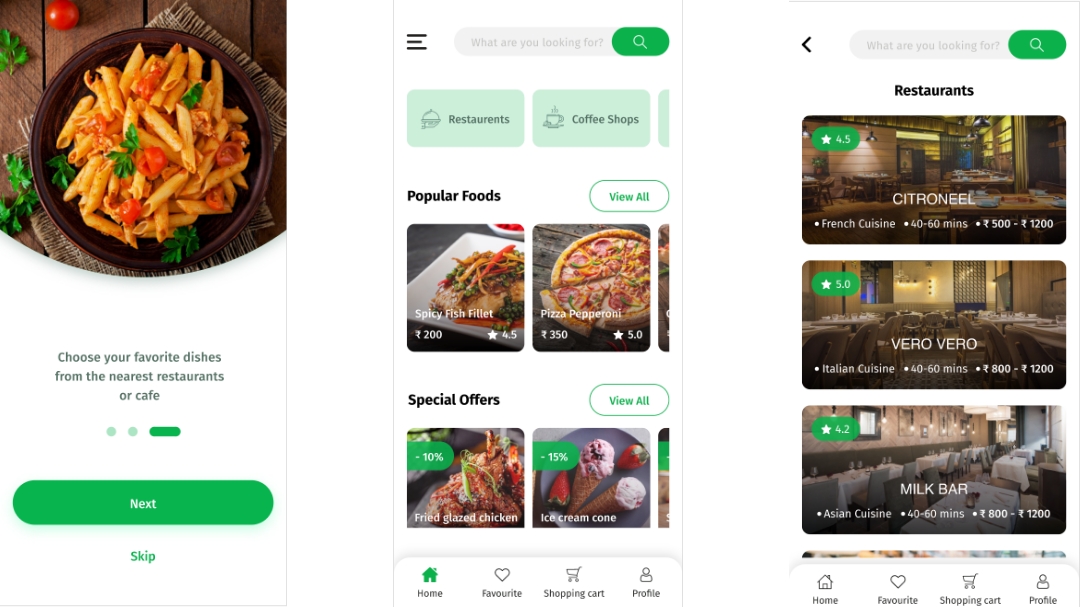 Choose your favorite dishes
from the nearest restaurants
or cafe
Next
Skip
What are you looking for?
Restaurents
Coffee Shops
Popular Foods
View All
Spicy Fish Fillet
₹ 200
4.5
Pizza Pepperoni
₹ 350
5.0
Special Offers
View All
- 10%
Fried glazed chicken
- 15%
Ice cream cone
Home
Favourite
Shopping cart
Profile
What are you looking for?
Restaurants
4.5
CITRONEEL
• French Cuisine • 40-60 mins • ₹ 500 - ₹ 1200
5.0
VERO VERO
• Italian Cuisine • 40-60 mins • ₹ 800 - ₹ 1200
4.2
MILK BAR
• Asian Cuisine • 40-60 mins • ₹ 800 - ₹ 1200
Home
Favourite
Shopping cart
Profile